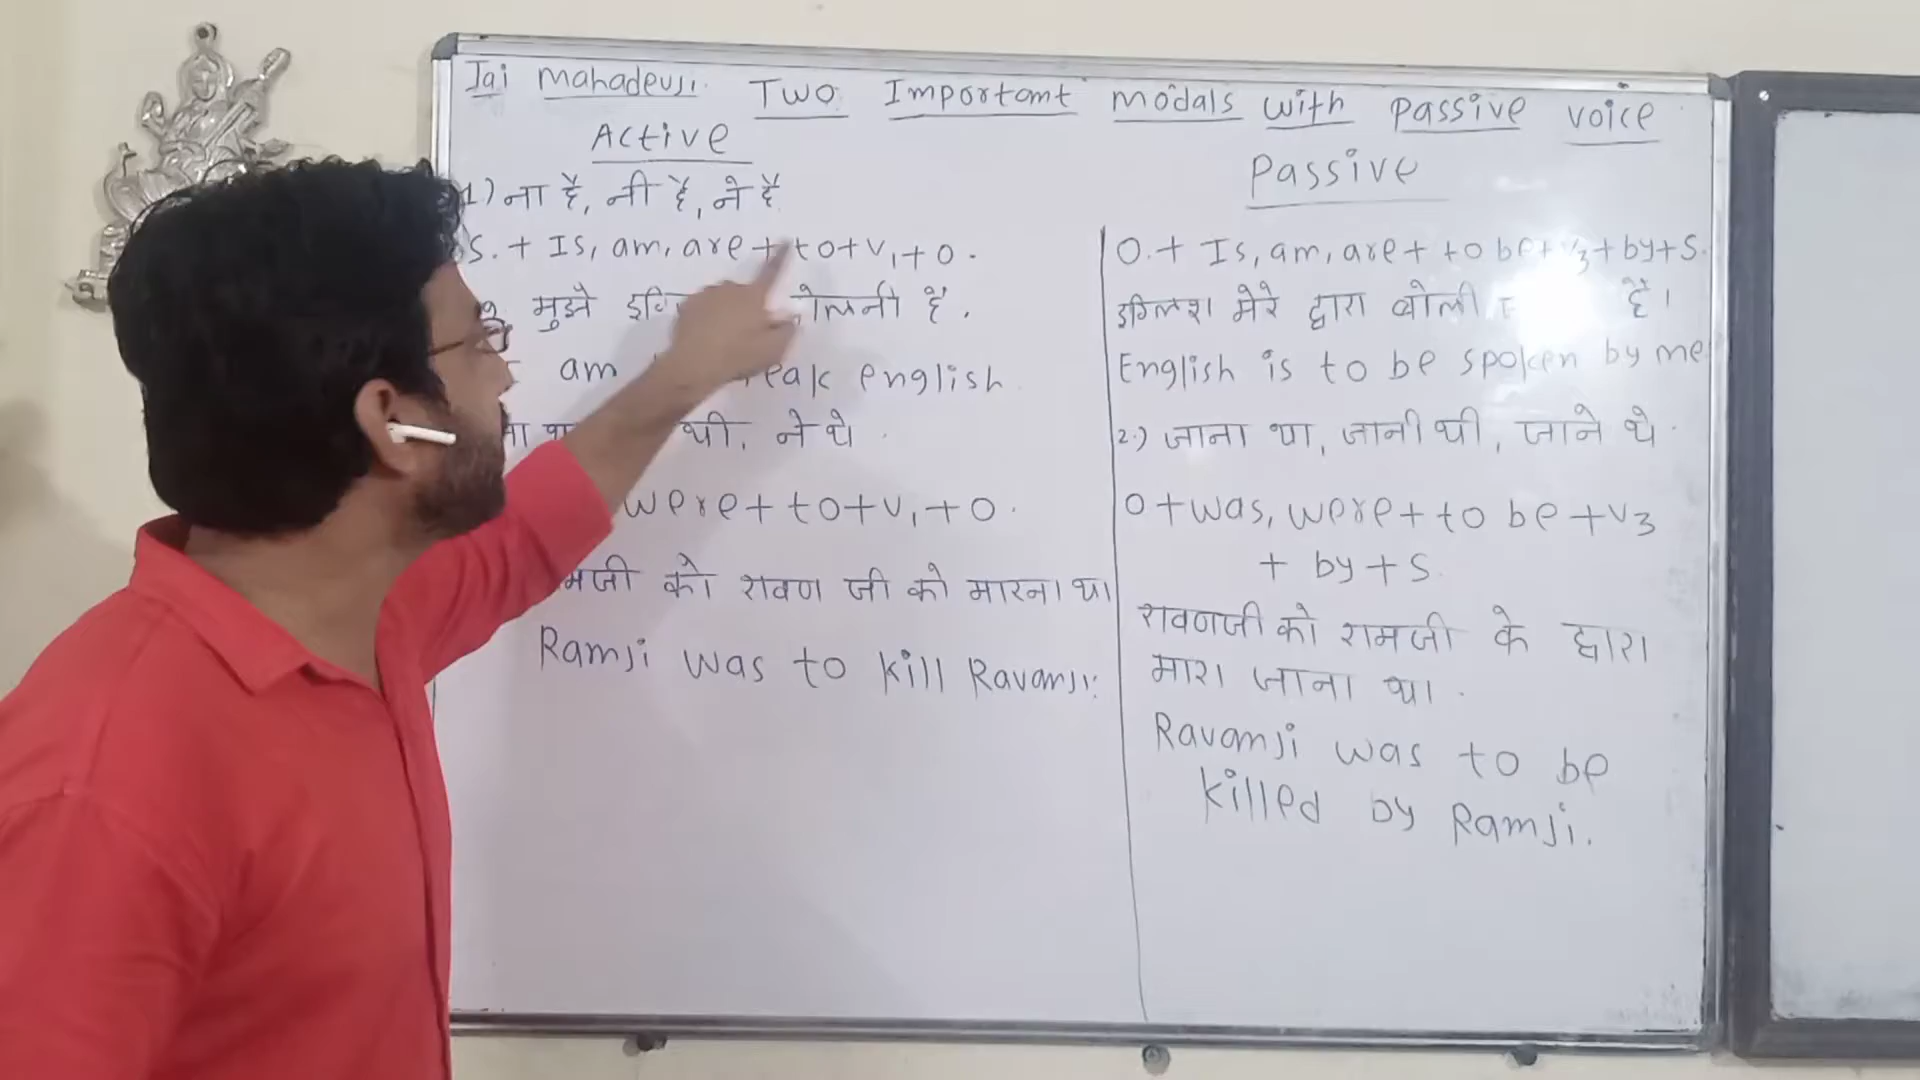 Jai Mahadevji. Two Important Modals with Passive Voice
Active
1) ना है, नी है, ने है
S. + Is, am, are + to + V1 + O.
मुझे बोलनी है.
am speak english
थी, ने थे.
were + to + V1 + O.
रामजी को रावण जी को मारना था।
Ramji was to kill Ravanji.
Passive
O. + Is, am, are + to be + V3 + by + S.
इंग्लिश मेरे द्वारा बोली है।
English is to be spoken by me
2.) जाना था, जानी थी, जाने थे.
O + was, were + to be + V3
+ by + S.
रावणजी को रामजी के द्वारा
मारा जाना था.
Ravanji was to be
killed by Ramji.